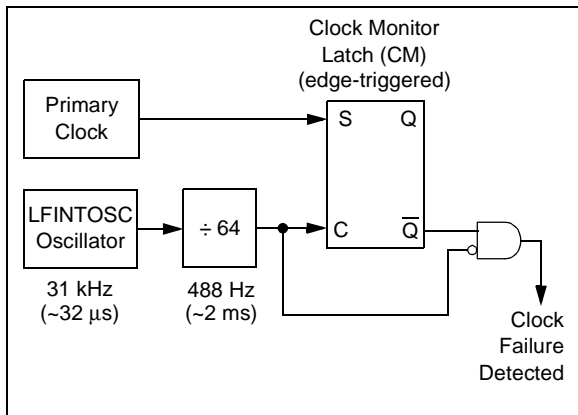 Clock Monitor
Latch (CM)
(edge-triggered)
Primary
Clock
S
Q
LFINTOSC
Oscillator
÷ 64
C
Q̅
31 kHz
(~32 μs)
488 Hz
(~2 ms)
Clock
Failure
Detected